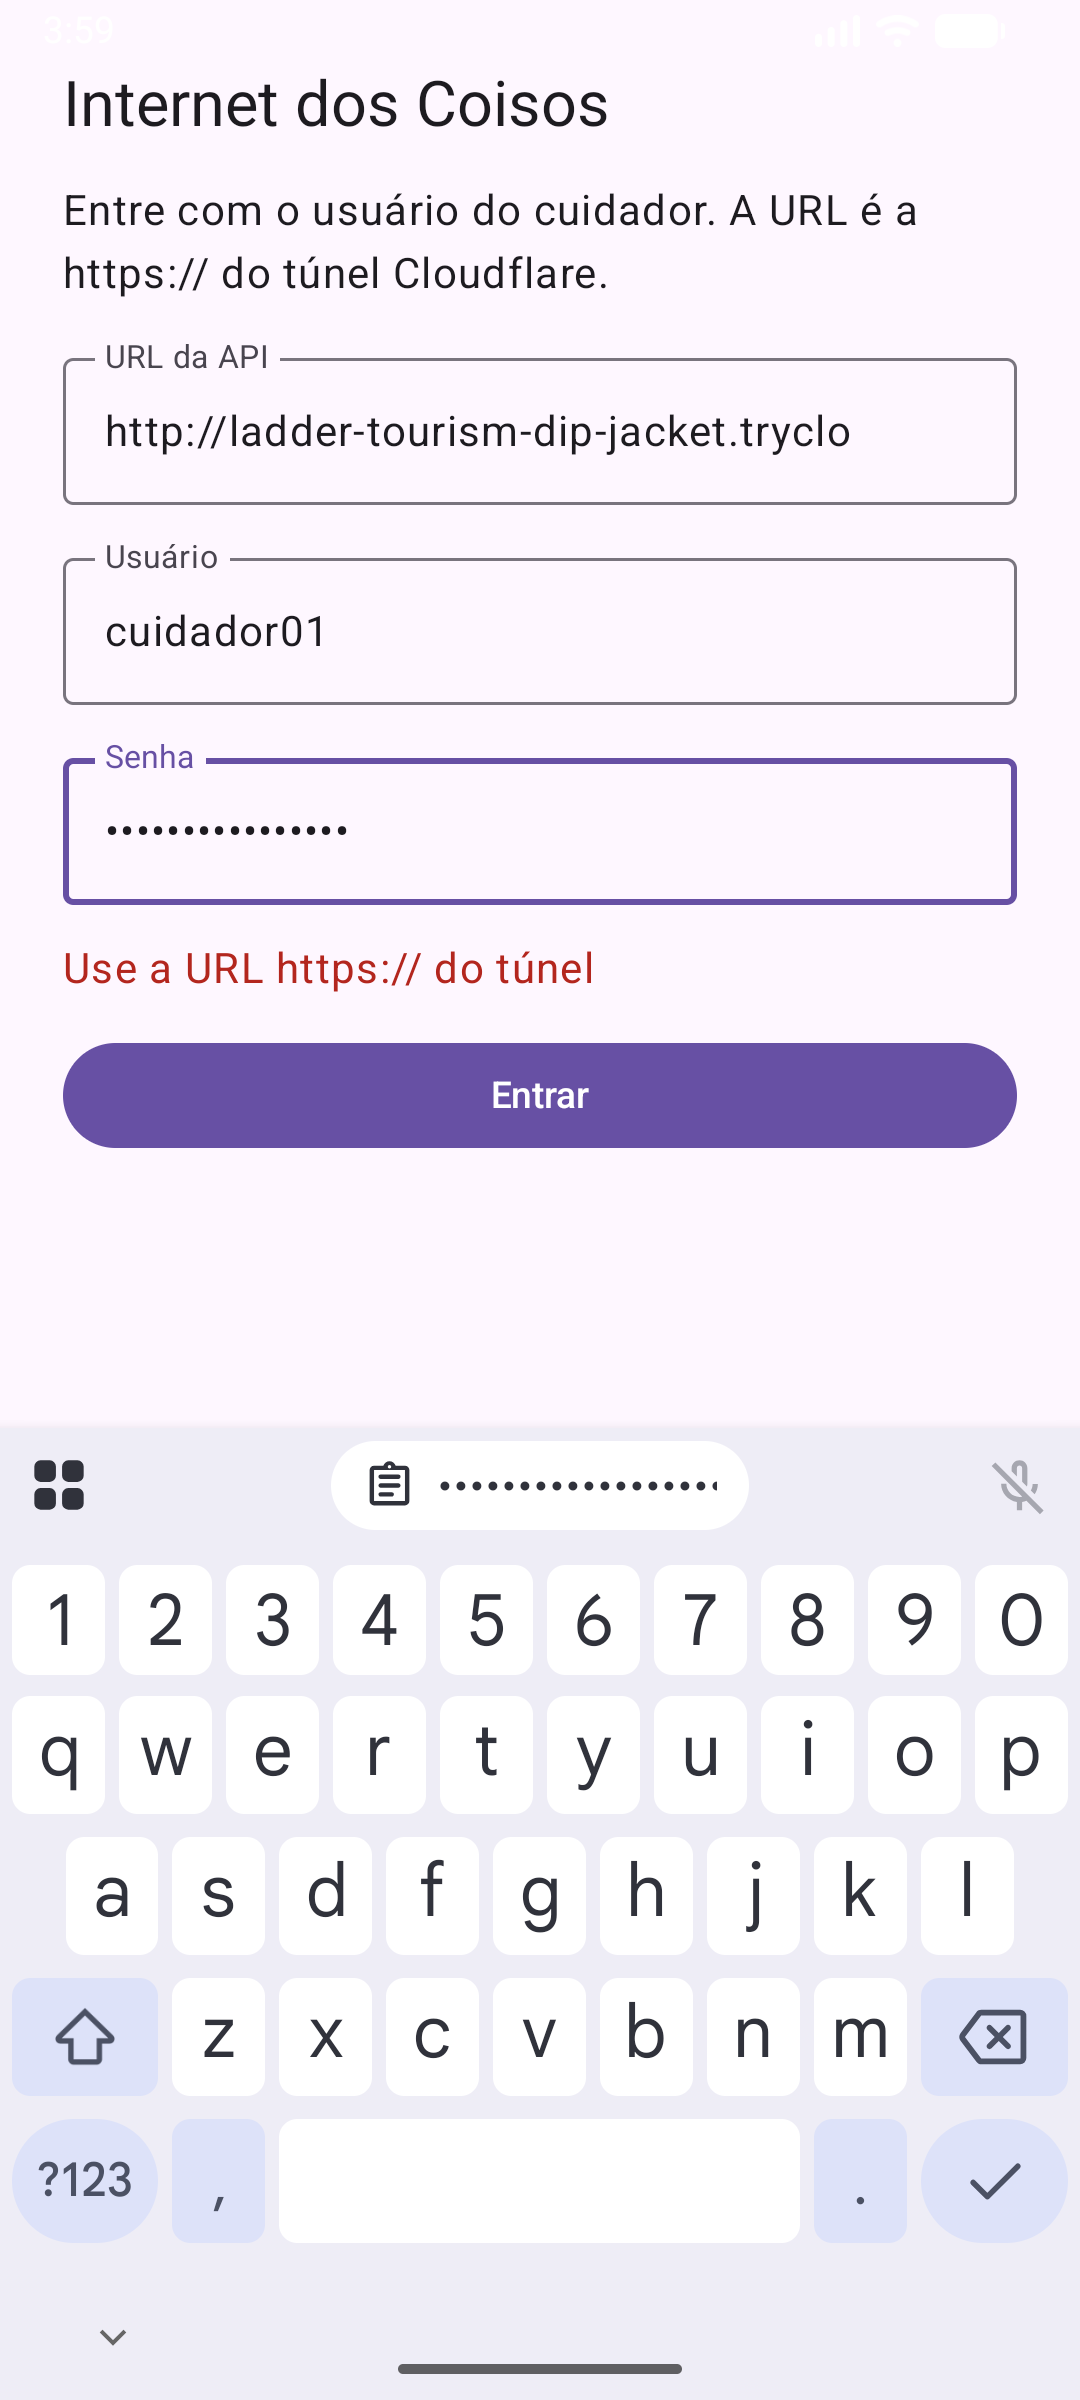 3:59
Internet dos Coisos
Entre com o usuário do cuidador. A URL é a
https:// do túnel Cloudflare.
URL da API
http://ladder-tourism-dip-jacket.tryclo
Usuário
cuidador01
Senha
••••••••••••••••
Use a URL https:// do túnel
Entrar
••••••••••••••••••
1 2 3 4 5 6 7 8 9 0
q w e r t y u i o p
a s d f g h j k l
z x c v b n m
?123 , .